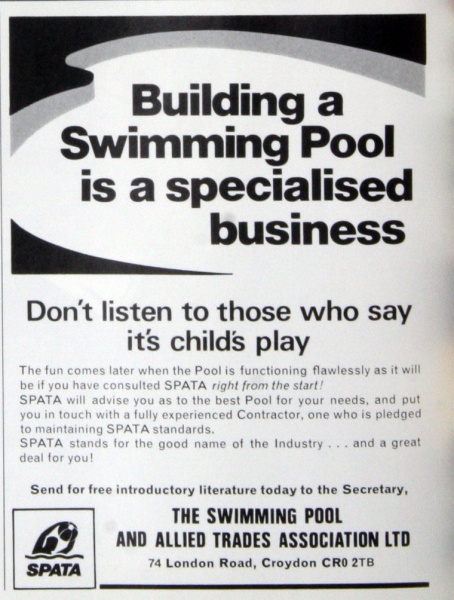 Building a
Swimming Pool
is a specialised
business
Don't listen to those who say
it's child's play
The fun comes later when the Pool is functioning flawlessly as it will
be if you have consulted SPATA right from the start!
SPATA will advise you as to the best Pool for your needs, and put
you in touch with a fully experienced Contractor, one who is pledged
to maintaining SPATA standards.
SPATA stands for the good name of the Industry . . . and a great
deal for you!
Send for free introductory literature today to the Secretary,
THE SWIMMING POOL
AND ALLIED TRADES ASSOCIATION LTD
74 London Road, Croydon CR0 2TB
SPATA